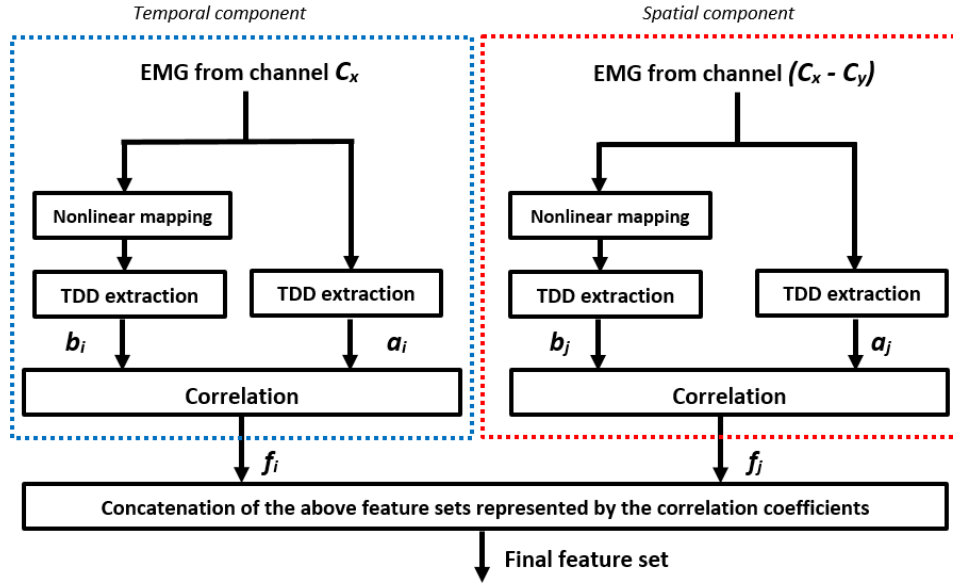 Temporal component
Spatial component
EMG from channel Cx
EMG from channel (Cx - Cy)
Nonlinear mapping
Nonlinear mapping
TDD extraction
TDD extraction
TDD extraction
TDD extraction
bi
ai
bj
aj
Correlation
Correlation
fi
fj
Concatenation of the above feature sets represented by the correlation coefficients
Final feature set